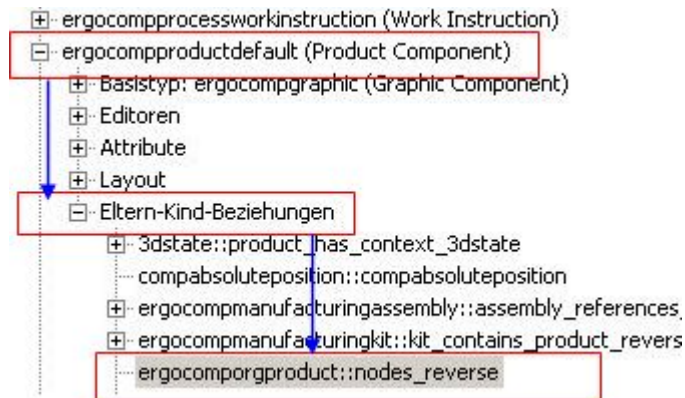 ergocompprocessworkinstruction (Work Instruction)
ergocompproductdefault (Product Component)
Basistyp: ergocompgraphic (Graphic Component)
Editoren
Attribute
Layout
Eltern-Kind-Beziehungen
3dstate::product_has_context_3dstate
compabsoluteposition::compabsoluteposition
ergocompmanufacturingassembly::assembly_references_
ergocompmanufacturingkit::kit_contains_product_revers
ergocomporgproduct::nodes_reverse